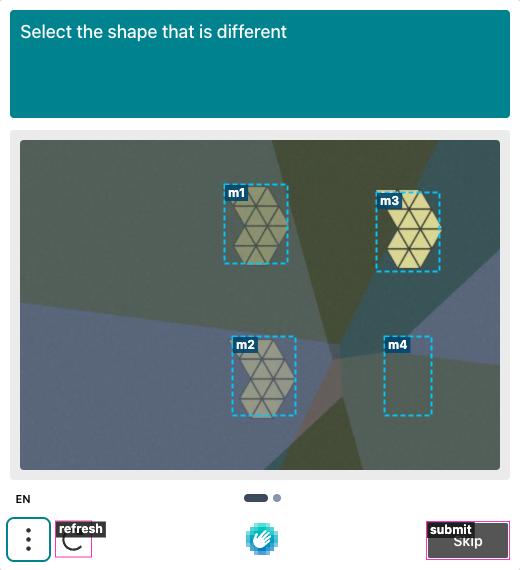 Select the shape that is different
m1
m3
m2
m4
EN
refresh
submit
Skip